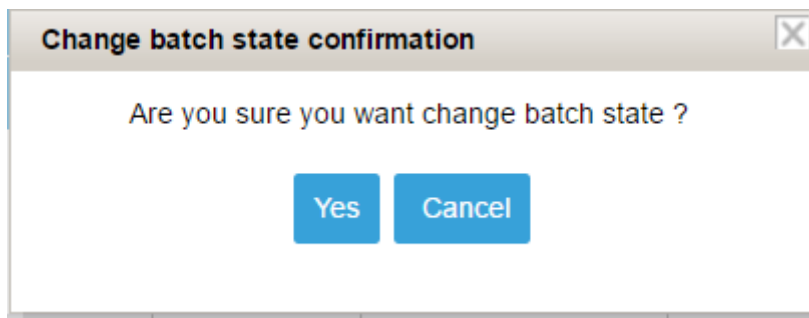 Change batch state confirmation
Are you sure you want change batch state ?
Yes Cancel